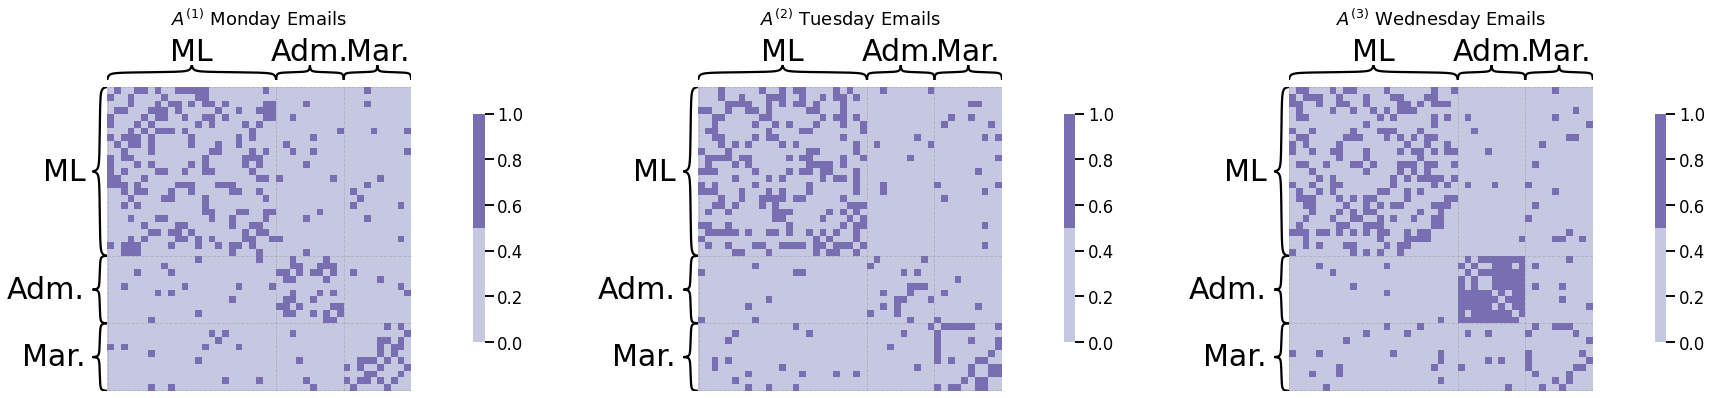 A⁽¹⁾ Monday Emails
ML Adm. Mar.
ML
Adm.
Mar.
1.0
0.8
0.6
0.4
0.2
0.0
A⁽²⁾ Tuesday Emails
ML Adm. Mar.
ML
Adm.
Mar.
1.0
0.8
0.6
0.4
0.2
0.0
A⁽³⁾ Wednesday Emails
ML Adm. Mar.
ML
Adm.
Mar.
1.0
0.8
0.6
0.4
0.2
0.0